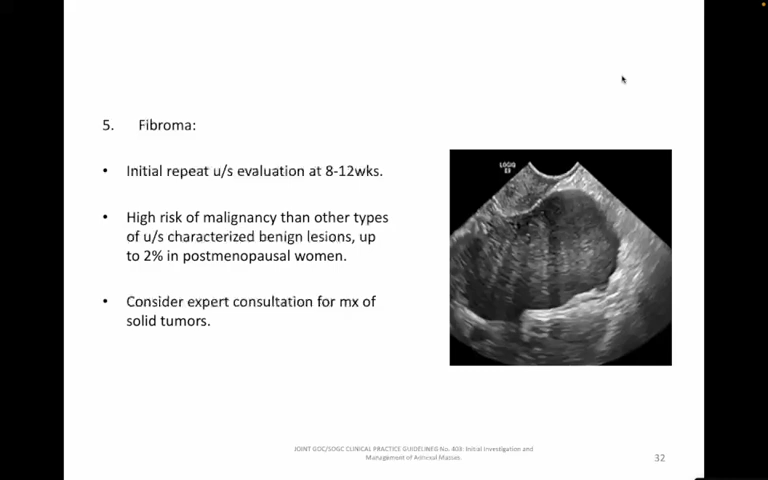 5. Fibroma:
• Initial repeat u/s evaluation at 8-12wks.
• High risk of malignancy than other types
of u/s characterized benign lesions, up
to 2% in postmenopausal women.
• Consider expert consultation for mx of
solid tumors.
LOGIQ
E9
JOINT GOC/SOGC CLINICAL PRACTICE GUIDELINEG No. 403: Initial Investigation and
Management of Adnexal Masses.
32